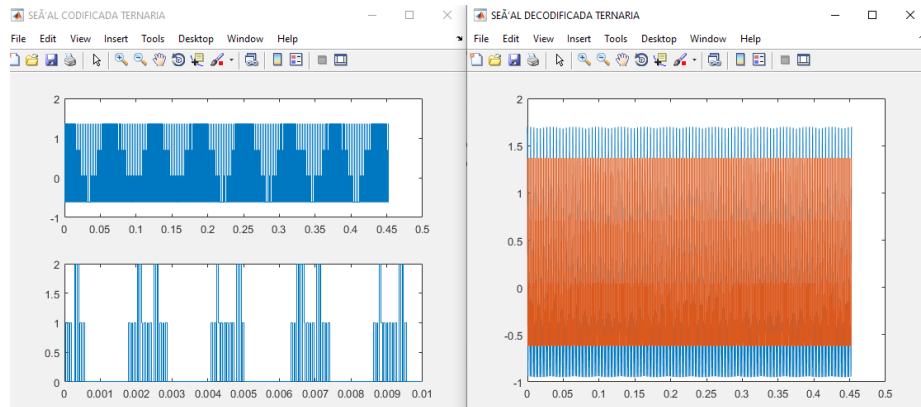 SEÃ‘AL CODIFICADA TERNARIA
File Edit View Insert Tools Desktop Window Help
2
1
0
-1
0 0.05 0.1 0.15 0.2 0.25 0.3 0.35 0.4 0.45 0.5
2
1.5
1
0.5
0
0 0.001 0.002 0.003 0.004 0.005 0.006 0.007 0.008 0.009 0.01
SEÃ‘AL DECODIFICADA TERNARIA
File Edit View Insert Tools Desktop Window Help
2
1.5
1
0.5
0
-0.5
-1
0 0.05 0.1 0.15 0.2 0.25 0.3 0.35 0.4 0.45 0.5